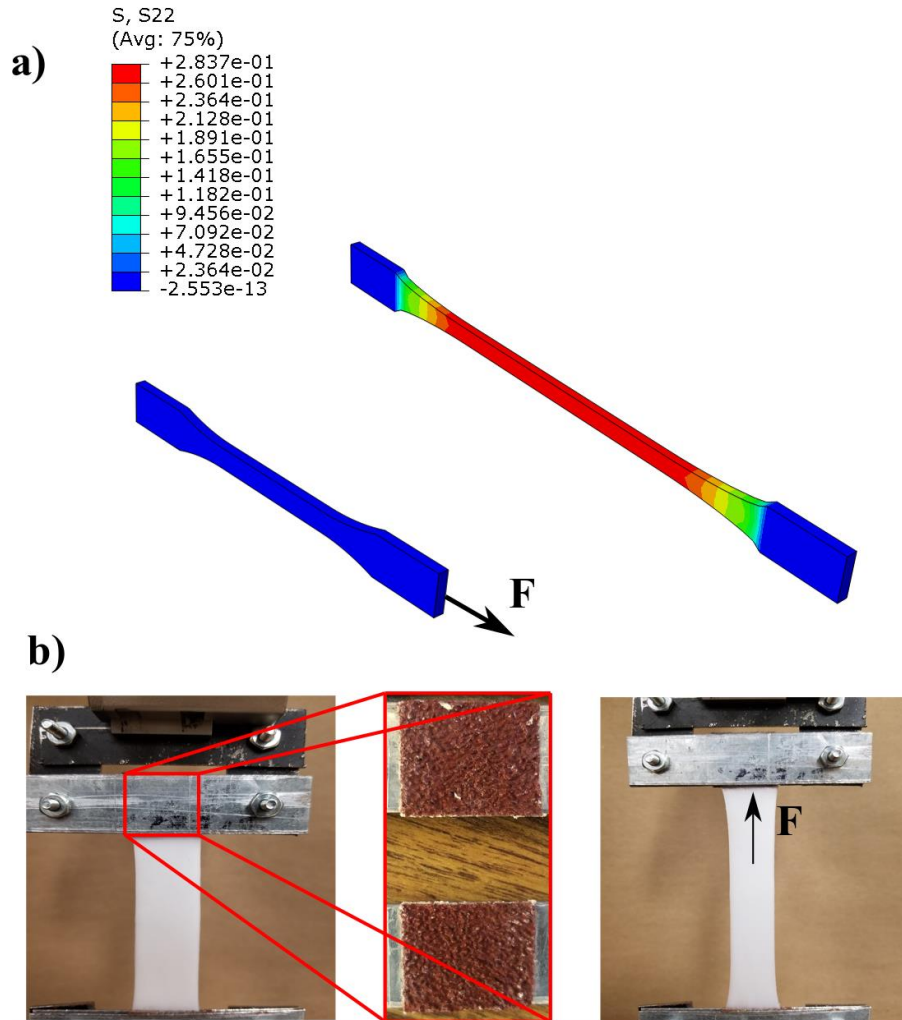 S, S22
(Avg: 75%)
a)
+2.837e-01
+2.601e-01
+2.364e-01
+2.128e-01
+1.891e-01
+1.655e-01
+1.418e-01
+1.182e-01
+9.456e-02
+7.092e-02
+4.728e-02
+2.364e-02
-2.553e-13
F
b)
F